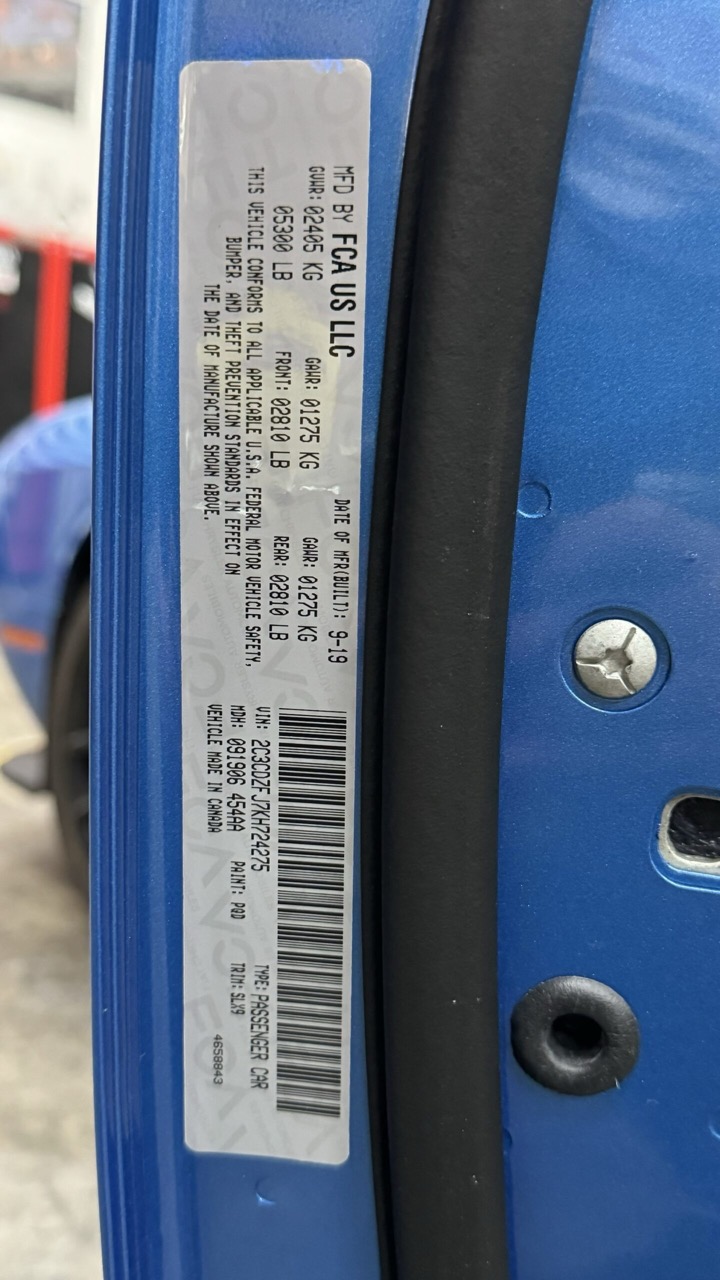 MFD BY FCA US LLC DATE OF MFR(BUILT): 9-19
GVWR: 02405 KG GAWR: 01275 KG GAWR: 01275 KG
05300 LB FRONT: 02810 LB REAR: 02810 LB
THIS VEHICLE CONFORMS TO ALL APPLICABLE U.S.A. FEDERAL MOTOR VEHICLE SAFETY,
BUMPER, AND THEFT PREVENTION STANDARDS IN EFFECT ON
THE DATE OF MANUFACTURE SHOWN ABOVE.
VIN: 2C3CDZFJ7KH724275 TYPE: PASSENGER CAR
MDH: 091906 454AA PAINT: PQD TRIM: SLX9
VEHICLE MADE IN CANADA 4658843